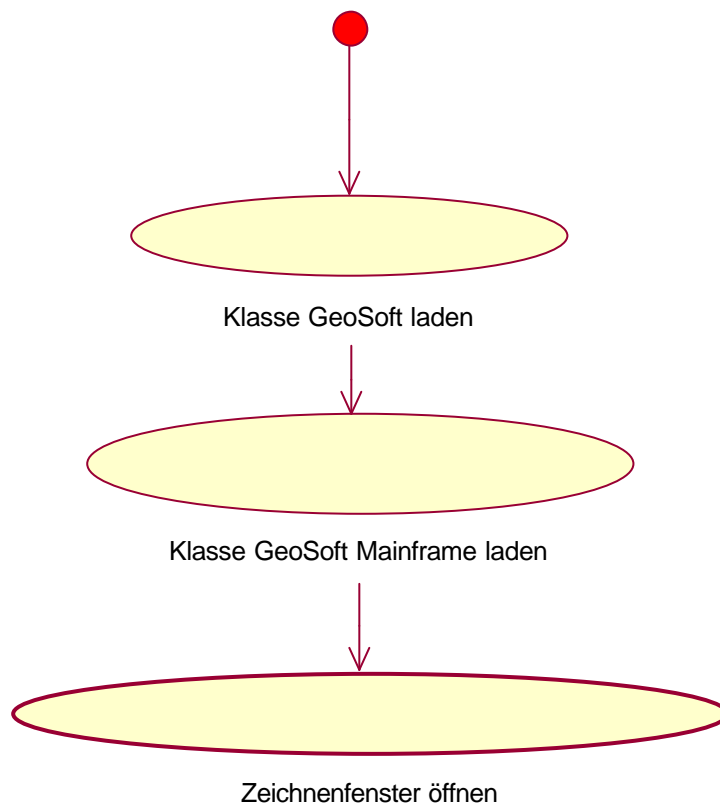 Klasse GeoSoft laden
Klasse GeoSoft Mainframe laden
Zeichnenfenster öffnen